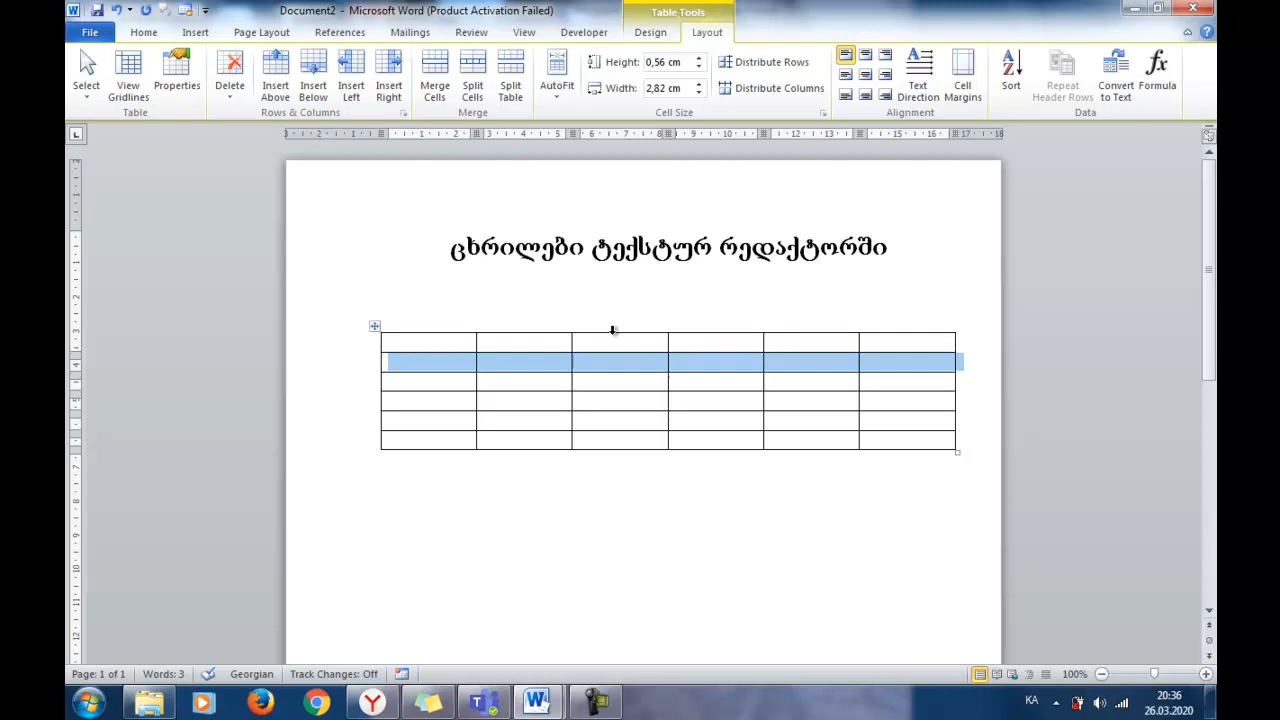 Document2 - Microsoft Word (Product Activation Failed)
Table Tools
File Home Insert Page Layout References Mailings Review View Developer Design Layout
Select
View Gridlines
Properties
Table
Delete
Insert Above
Insert Below
Insert Left
Insert Right
Rows & Columns
Merge Cells
Split Cells
Split Table
Merge
AutoFit
Height: 0,56 cm
Width: 2,82 cm
Distribute Rows
Distribute Columns
Cell Size
Text Direction
Cell Margins
Alignment
Sort
Repeat Header Rows
Convert to Text
Formula
Data
ცხრილები ტექსტურ რედაქტორში
Page: 1 of 1 Words: 3 Georgian Track Changes: Off 100%
KA
20:36
26.03.2020